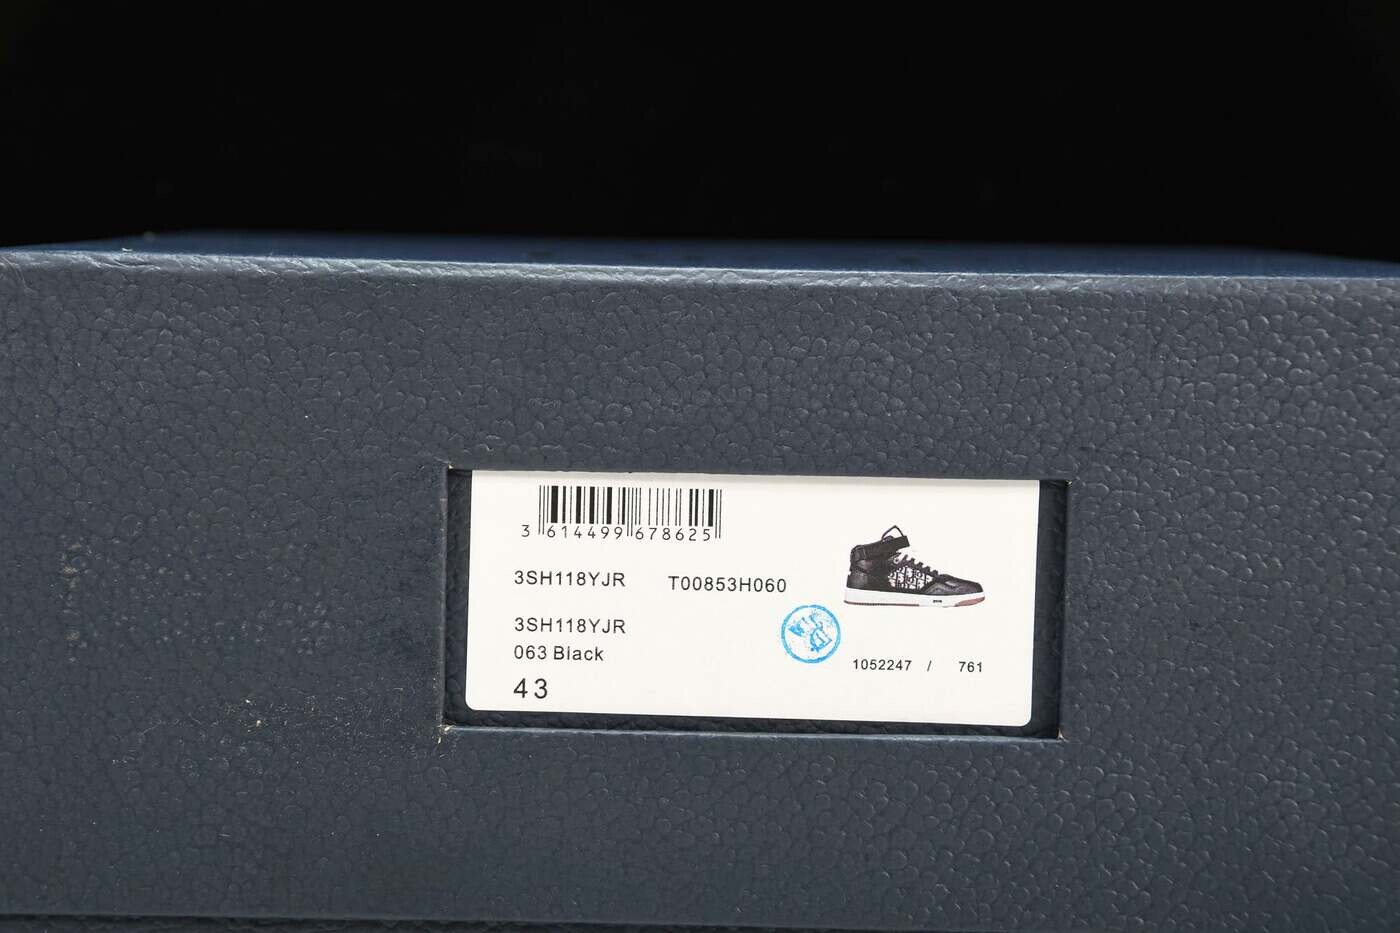 3 614499 678625
3SH118YJR T00853H060
3SH118YJR
063 Black
43
1052247 / 761